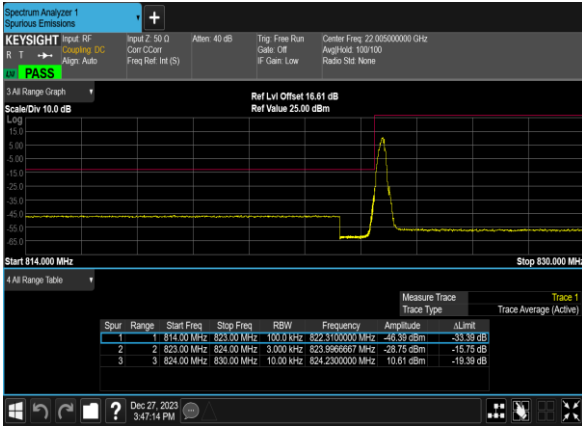 Spectrum Analyzer 1
Spurious Emissions
KEYSIGHT
R T
LXI
PASS
Input: RF
Coupling: DC
Align: Auto
Input Z: 50 Ω
Corr CCorr
Freq Ref: Int (S)
Atten: 40 dB
Trig: Free Run
Gate: Off
IF Gain: Low
Center Freq: 22.005000000 GHz
Avg|Hold: 100/100
Radio Std: None
3 All Range Graph
Scale/Div 10.0 dB
Ref Lvl Offset 16.61 dB
Ref Value 25.00 dBm
Log
15.0
5.00
-5.00
-15.0
-25.0
-35.0
-45.0
-55.0
-65.0
Start 814.000 MHz
Stop 830.000 MHz
4 All Range Table
Measure Trace Trace 1
Trace Type Trace Average (Active)
Spur Range Start Freq Stop Freq RBW Frequency Amplitude ΔLimit
1 1 814.00 MHz 823.00 MHz 100.0 kHz 822.3100000 MHz -46.39 dBm -33.39 dB
2 2 823.00 MHz 824.00 MHz 3.000 kHz 823.9966667 MHz -28.75 dBm -15.75 dB
3 3 824.00 MHz 830.00 MHz 10.00 kHz 824.2300000 MHz 10.61 dBm -19.39 dB
?
Dec 27, 2023
3:47:14 PM